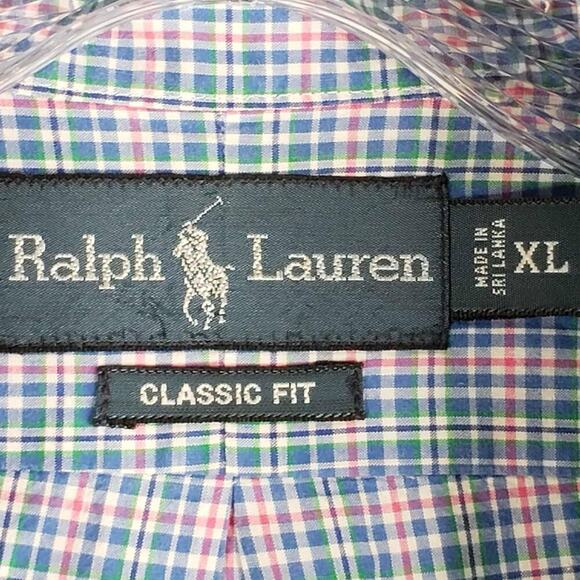 Ralph Lauren
MADE IN
SRI LANKA
XL
CLASSIC FIT